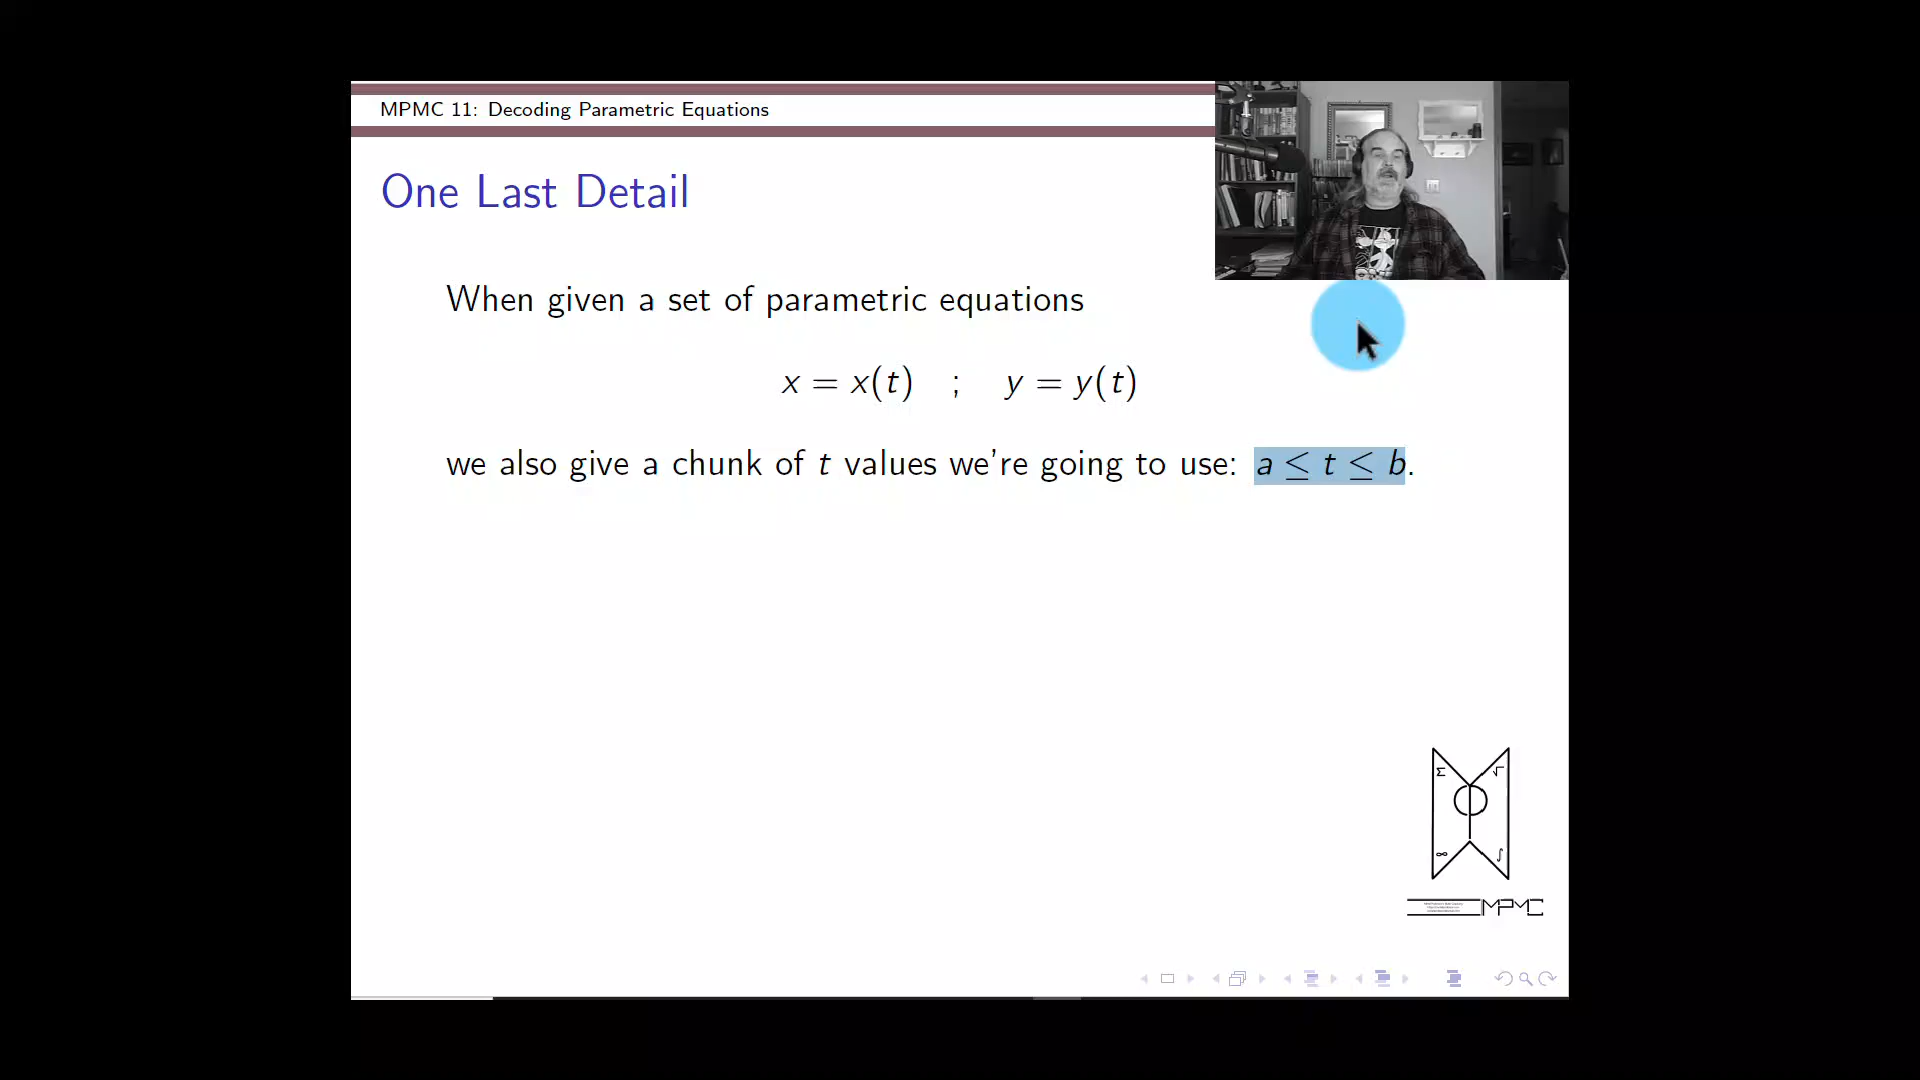 MPMC 11: Decoding Parametric Equations
One Last Detail
When given a set of parametric equations
x = x(t) ; y = y(t)
we also give a chunk of t values we're going to use: a ≤ t ≤ b.
Σ √
∞ ∫
MPMC